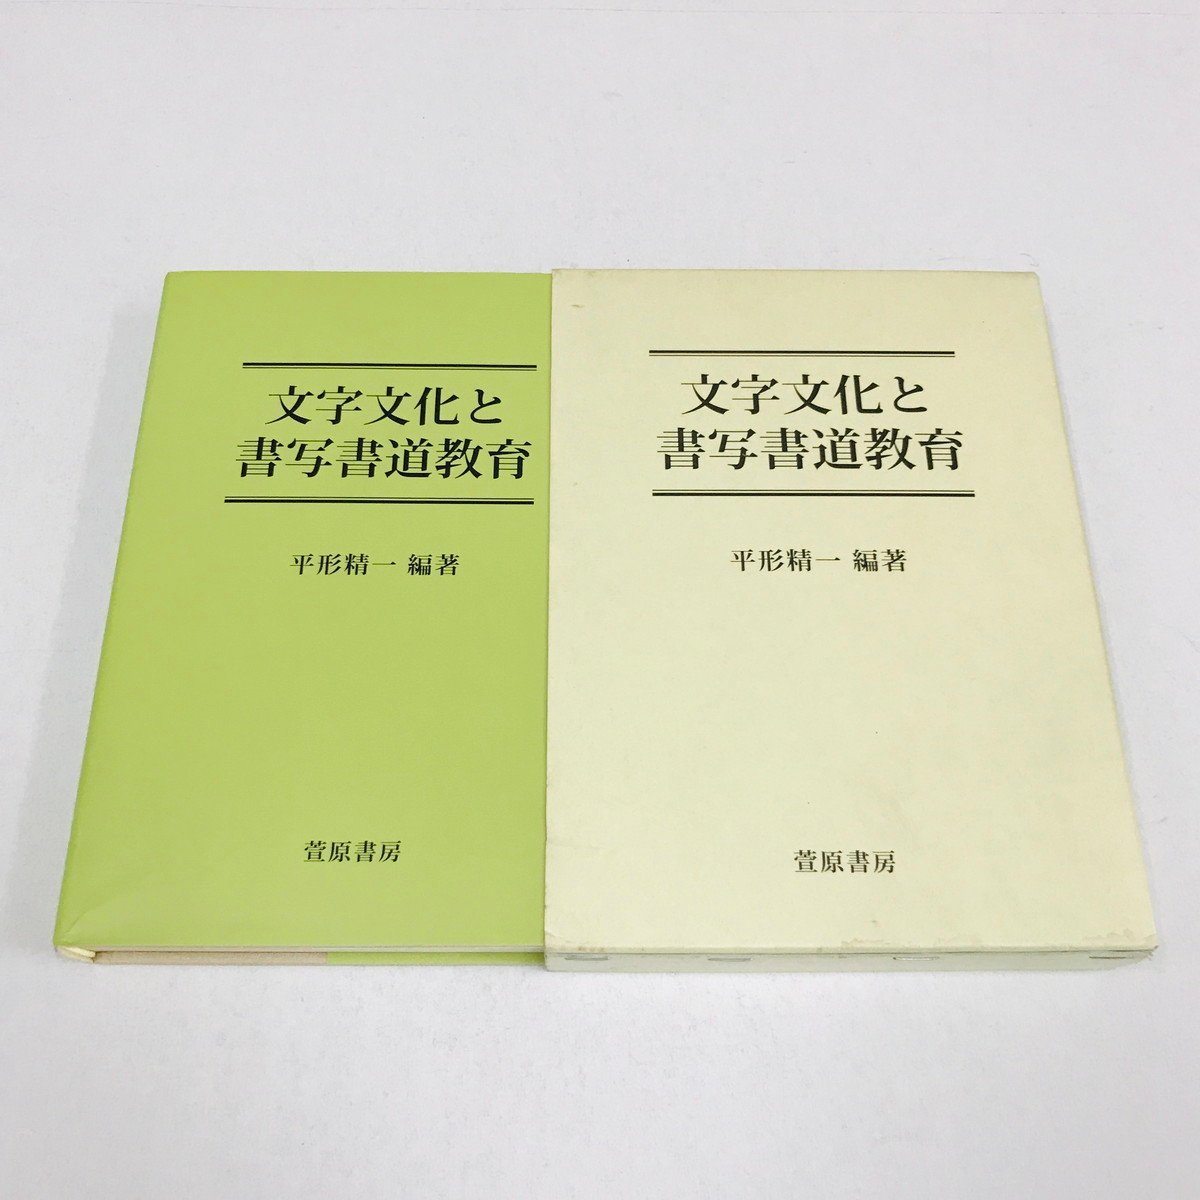 文字文化と
書写書道教育
平形精一 編著
萱原書房
文字文化と
書写書道教育
平形精一 編著
萱原書房